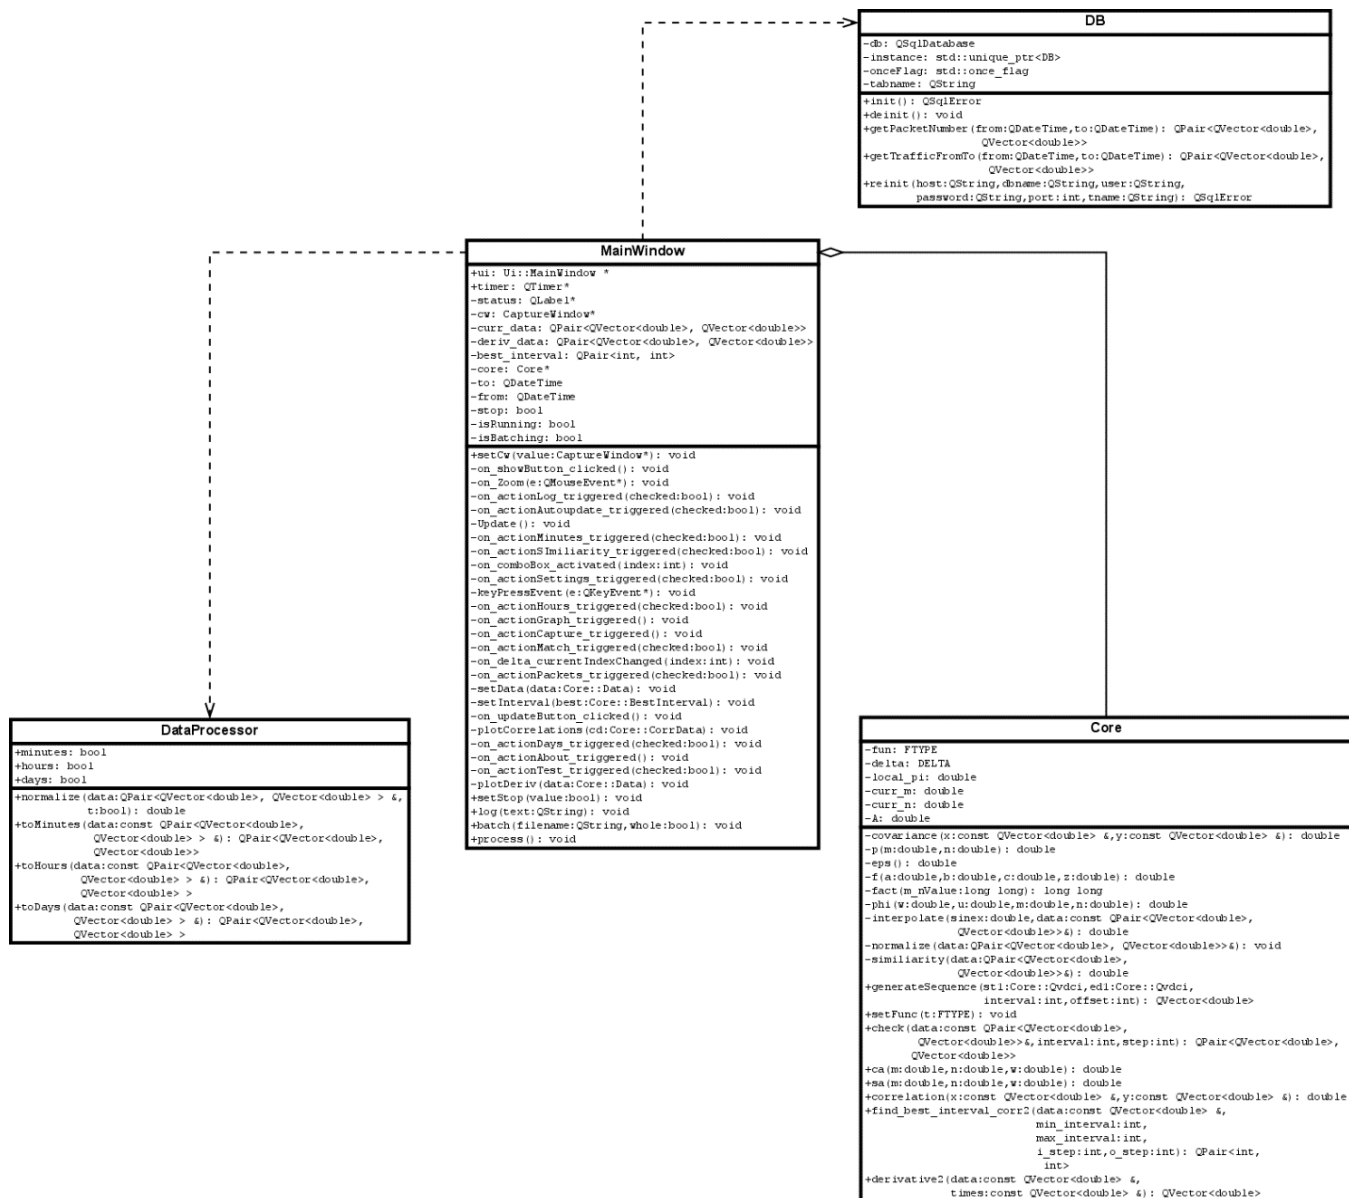 DB
-db: QSqlDatabase
-instance: std::unique_ptr<DB>
-onceFlag: std::once_flag
-tabname: QString
+init(): QSqlError
+deinit(): void
+getPacketNumber(from:QDateTime,to:QDateTime): QPair<QVector<double>,
QVector<double>>
+getTrafficFromTo(from:QDateTime,to:QDateTime): QPair<QVector<double>,
QVector<double>>
+reinit(host:QString,dbname:QString,user:QString,
password:QString,port:int,tname:QString): QSqlError
MainWindow
+ui: Ui::MainWindow *
+timer: QTimer*
-status: QLabel*
-cw: CaptureWindow*
-curr_data: QPair<QVector<double>, QVector<double>>
-deriv_data: QPair<QVector<double>, QVector<double>>
-best_interval: QPair<int, int>
-core: Core*
-to: QDateTime
-from: QDateTime
-stop: bool
-isRunning: bool
-isBatching: bool
+setCw(value:CaptureWindow*): void
-on_showButton_clicked(): void
-on_Zoom(e:QMouseEvent*): void
-on_actionLog_triggered(checked:bool): void
-on_actionAutoupdate_triggered(checked:bool): void
-Update(): void
-on_actionMinutes_triggered(checked:bool): void
-on_actionSImiliarity_triggered(checked:bool): void
-on_comboBox_activated(index:int): void
-on_actionSettings_triggered(checked:bool): void
-keyPressEvent(e:QKeyEvent*): void
-on_actionHours_triggered(checked:bool): void
-on_actionGraph_triggered(): void
-on_actionCapture_triggered(): void
-on_actionMatch_triggered(checked:bool): void
-on_delta_currentIndexChanged(index:int): void
-on_actionPackets_triggered(checked:bool): void
-setData(data:Core::Data): void
-setInterval(best:Core::BestInterval): void
-on_updateButton_clicked(): void
-plotCorrelations(cd:Core::CorrData): void
-on_actionDays_triggered(checked:bool): void
-on_actionAbout_triggered(): void
-on_actionTest_triggered(checked:bool): void
-plotDeriv(data:Core::Data): void
+setStop(value:bool): void
+log(text:QString): void
+batch(filename:QString,whole:bool): void
+process(): void
DataProcessor
+minutes: bool
+hours: bool
+days: bool
+normalize(data:QPair<QVector<double>, QVector<double> > &,
t:bool): double
+toMinutes(data:const QPair<QVector<double>,
QVector<double> > &): QPair<QVector<double>,
QVector<double>>
+toHours(data:const QPair<QVector<double>,
QVector<double> > &): QPair<QVector<double>,
QVector<double> >
+toDays(data:const QPair<QVector<double>,
QVector<double> > &): QPair<QVector<double>,
QVector<double> >
Core
-fun: FTYPE
-delta: DELTA
-local_pi: double
-curr_m: double
-curr_n: double
-A: double
-covariance(x:const QVector<double> &,y:const QVector<double> &): double
-p(m:double,n:double): double
-eps(): double
-f(a:double,b:double,c:double,z:double): double
-fact(m_nValue:long long): long long
-phi(w:double,u:double,m:double,n:double): double
-interpolate(sinex:double,data:const QPair<QVector<double>,
QVector<double>>&): double
-normalize(data:QPair<QVector<double>, QVector<double>>&): void
-similiarity(data:QPair<QVector<double>,
QVector<double>>&): double
+generateSequence(st1:Core::Qvdci,ed1:Core::Qvdci,
interval:int,offset:int): QVector<double>
+setFunc(t:FTYPE): void
+check(data:const QPair<QVector<double>,
QVector<double>>&,interval:int,step:int): QPair<QVector<double>,
QVector<double>>
+ca(m:double,n:double,w:double): double
+sa(m:double,n:double,w:double): double
+correlation(x:const QVector<double> &,y:const QVector<double> &): double
+find_best_interval_corr2(data:const QVector<double> &,
min_interval:int,
max_interval:int,
i_step:int,o_step:int): QPair<int,
int>
+derivative2(data:const QVector<double> &,
times:const QVector<double> &): QVector<double>